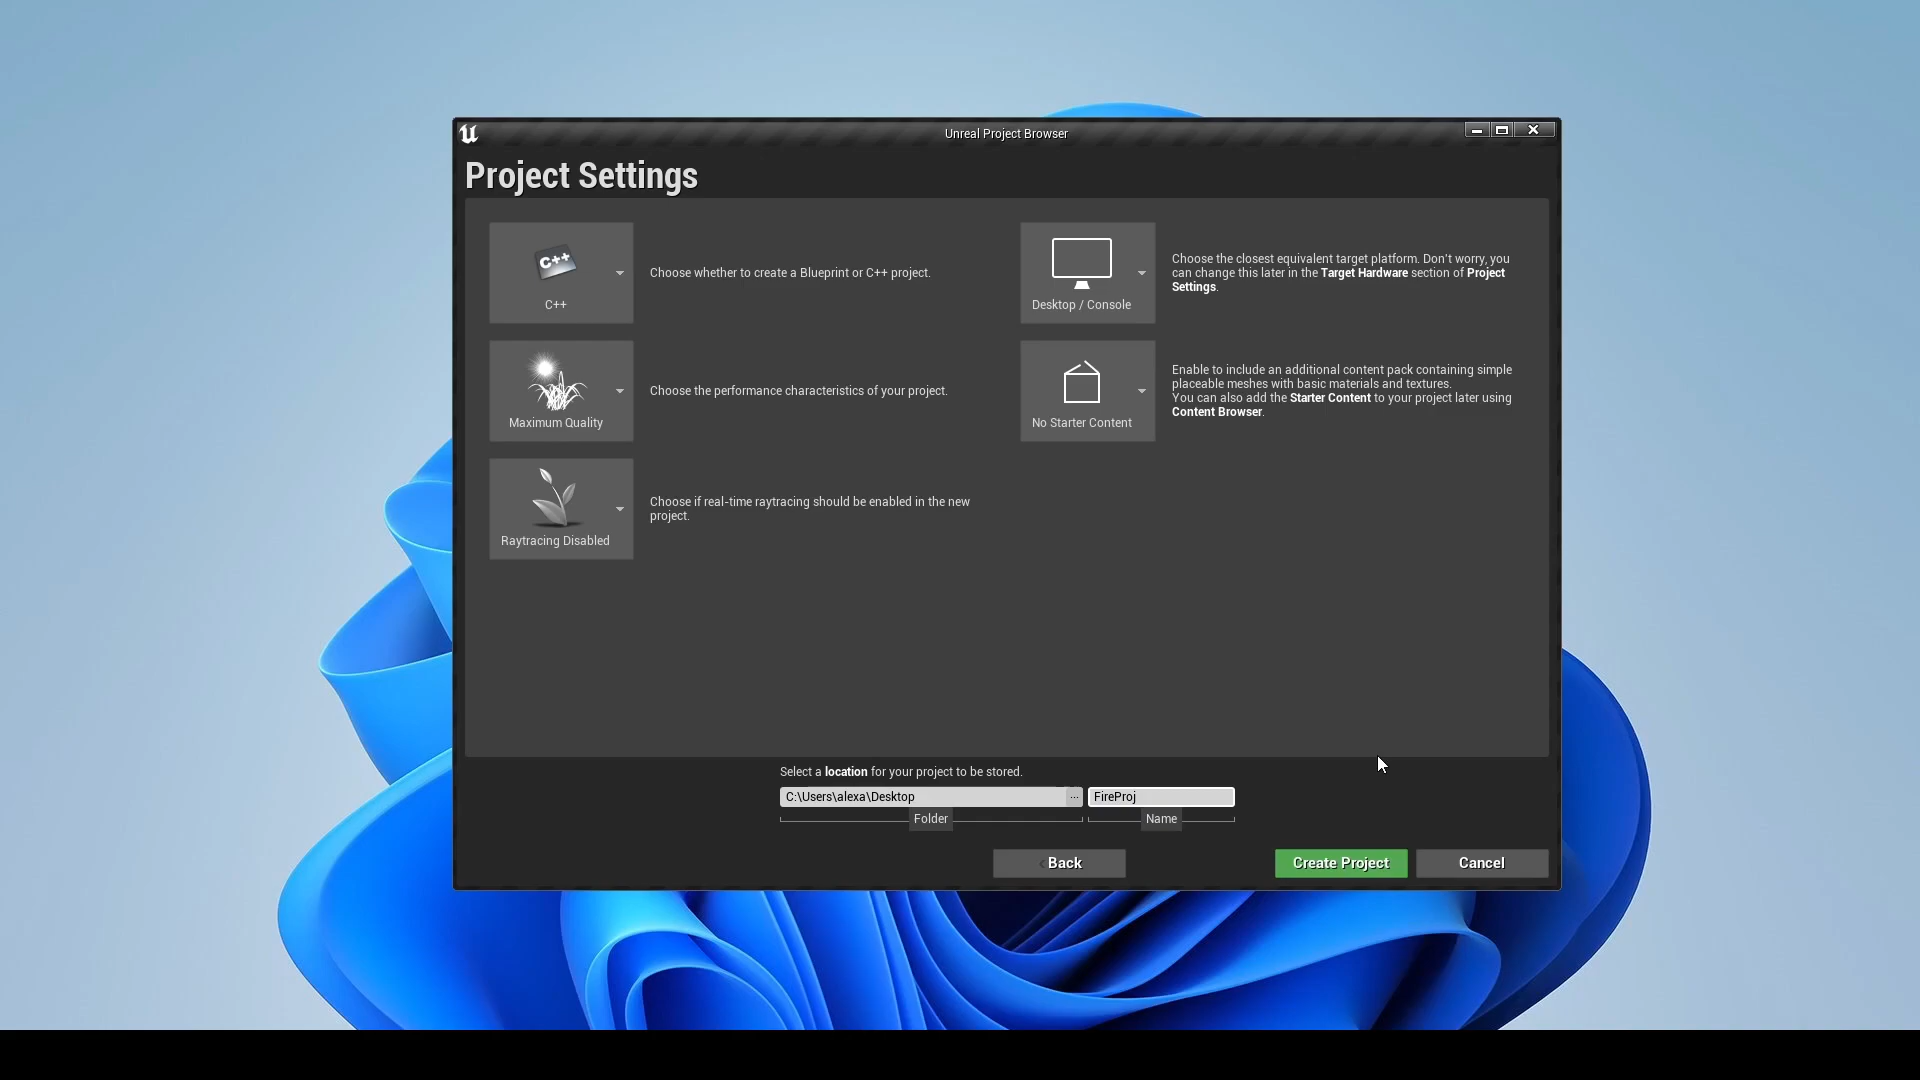 Unreal Project Browser
Project Settings
C++
C++
Choose whether to create a Blueprint or C++ project.
Desktop / Console
Choose the closest equivalent target platform. Don't worry, you
can change this later in the Target Hardware section of Project
Settings.
Maximum Quality
Choose the performance characteristics of your project.
No Starter Content
Enable to include an additional content pack containing simple
placeable meshes with basic materials and textures.
You can also add the Starter Content to your project later using
Content Browser.
Raytracing Disabled
Choose if real-time raytracing should be enabled in the new
project.
Select a location for your project to be stored.
C:\Users\alexa\Desktop
...
FireProj
Folder
Name
Back
Create Project
Cancel